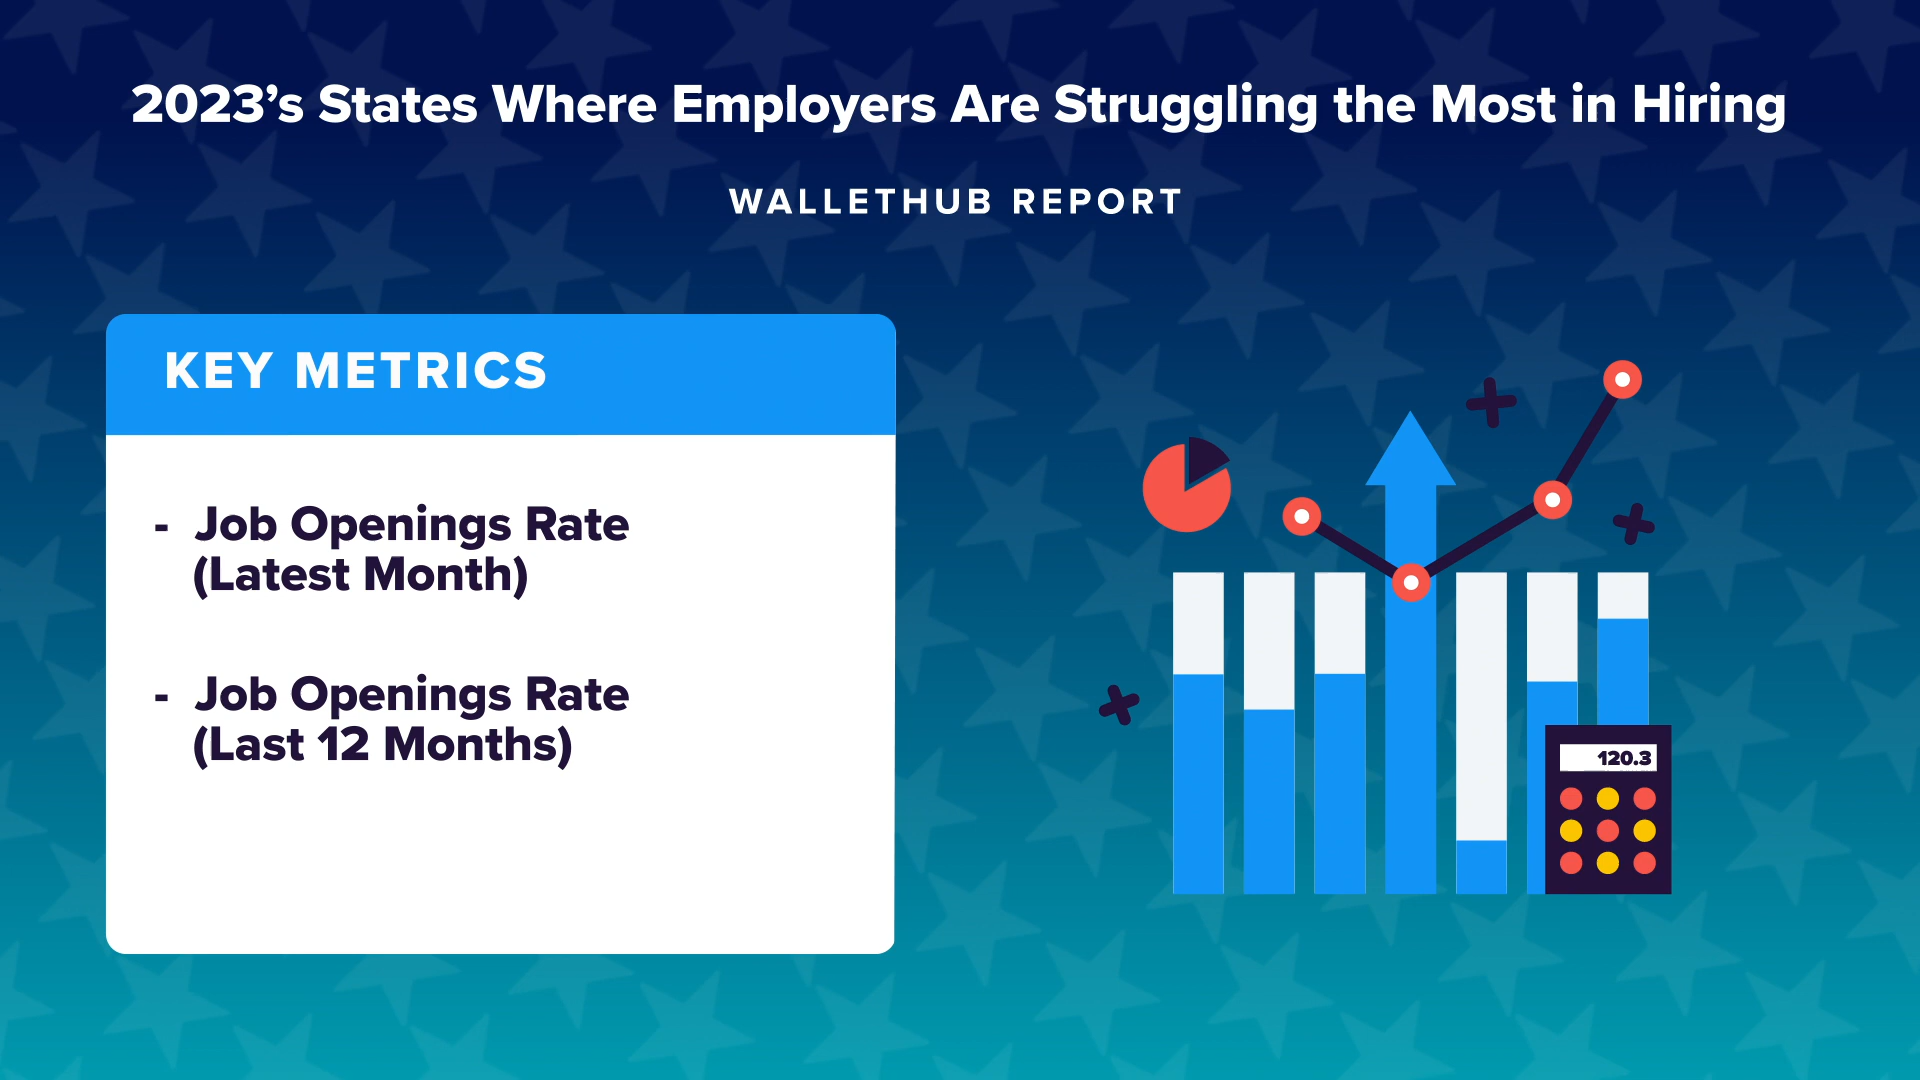 2023’s States Where Employers Are Struggling the Most in Hiring
WALLETHUB REPORT
KEY METRICS
- Job Openings Rate
(Latest Month)
- Job Openings Rate
(Last 12 Months)
120.3